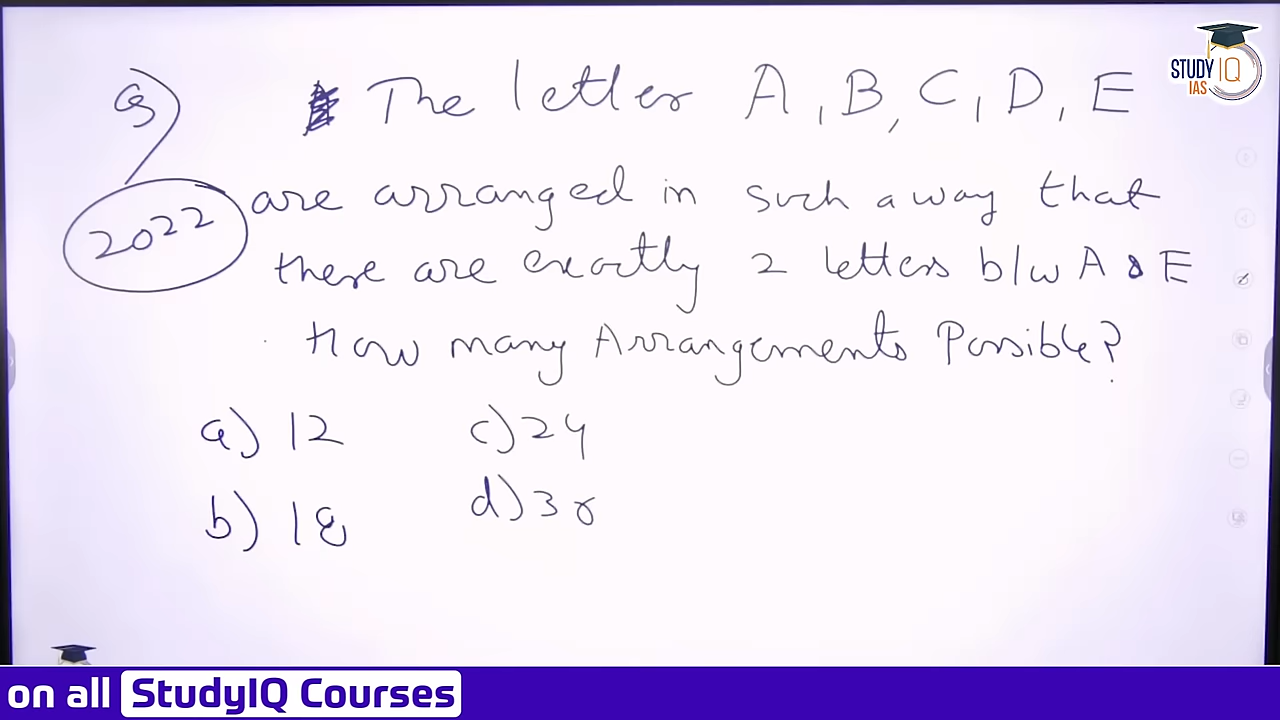 Q)
The letter A, B, C, D, E
2022
are arranged in such a way that
there are exactly 2 letters b/w A & E
How many Arrangements Possible?
a) 12 c) 24
b) 18 d) 36
STUDY IQ
IAS
on all StudyIQ Courses